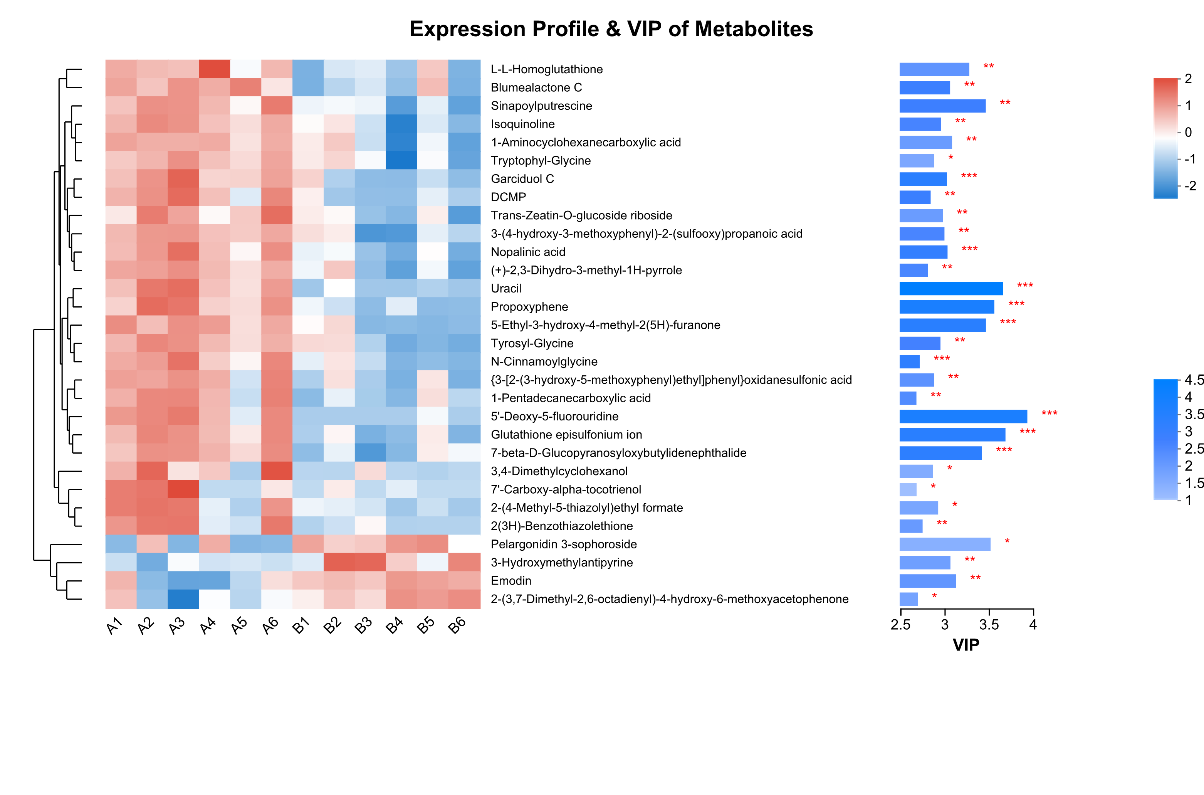 Expression Profile & VIP of Metabolites
L-L-Homoglutathione **
Blumealactone C **
Sinapoylputrescine **
Isoquinoline **
1-Aminocyclohexanecarboxylic acid **
Tryptophyl-Glycine *
Garciduol C ***
DCMP **
Trans-Zeatin-O-glucoside riboside **
3-(4-hydroxy-3-methoxyphenyl)-2-(sulfooxy)propanoic acid **
Nopalinic acid ***
(+)-2,3-Dihydro-3-methyl-1H-pyrrole **
Uracil ***
Propoxyphene ***
5-Ethyl-3-hydroxy-4-methyl-2(5H)-furanone ***
Tyrosyl-Glycine **
N-Cinnamoylglycine ***
{3-[2-(3-hydroxy-5-methoxyphenyl)ethyl]phenyl}oxidanesulfonic acid **
1-Pentadecanecarboxylic acid **
5'-Deoxy-5-fluorouridine ***
Glutathione episulfonium ion ***
7-beta-D-Glucopyranosyloxybutylidenephthalide ***
3,4-Dimethylcyclohexanol *
7'-Carboxy-alpha-tocotrienol *
2-(4-Methyl-5-thiazolyl)ethyl formate *
2(3H)-Benzothiazolethione **
Pelargonidin 3-sophoroside *
3-Hydroxymethylantipyrine **
Emodin **
2-(3,7-Dimethyl-2,6-octadienyl)-4-hydroxy-6-methoxyacetophenone *
A1 A2 A3 A4 A5 A6 B1 B2 B3 B4 B5 B6
2.5 3 3.5 4
VIP
2
1
0
-1
-2
4.5
4
3.5
3
2.5
2
1.5
1